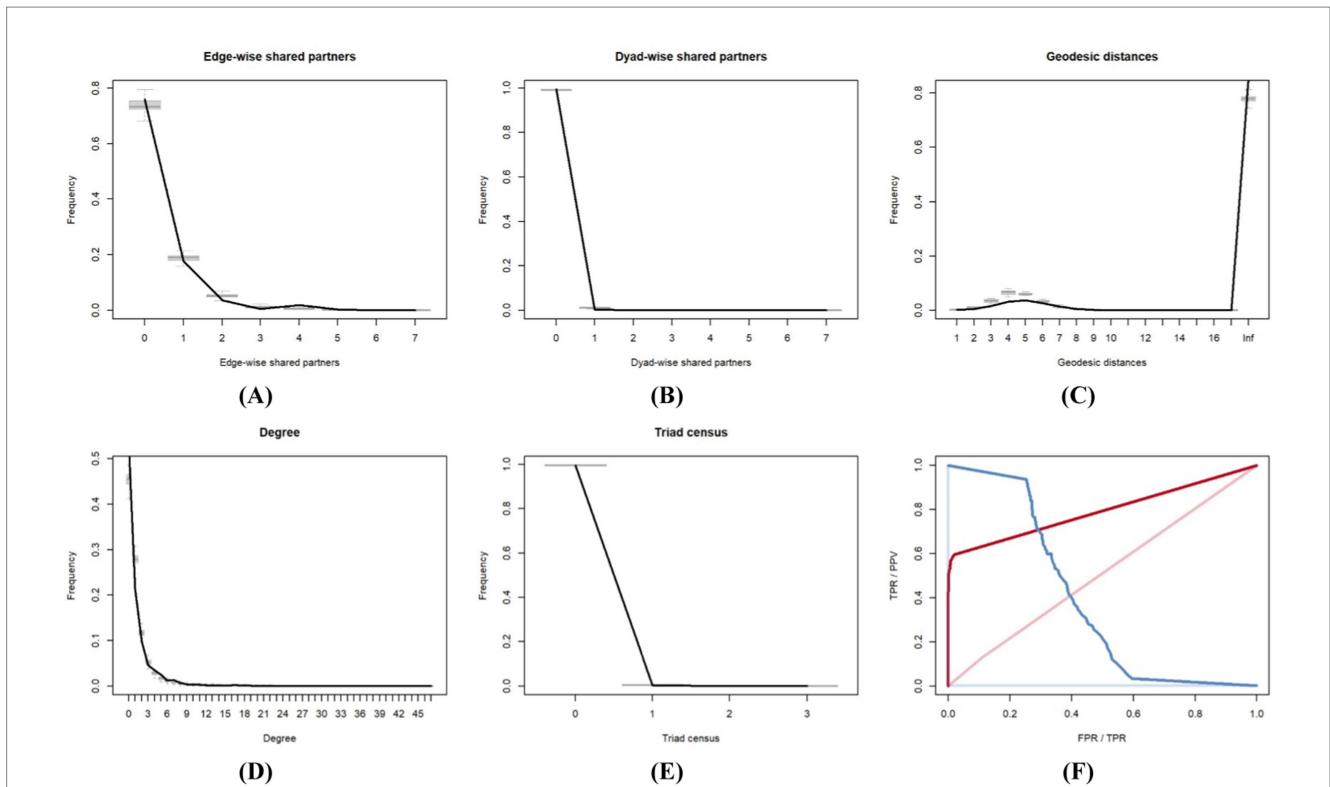 Edge-wise shared partners
Frequency
0.0 0.2 0.4 0.6 0.8
0 1 2 3 4 5 6 7
Edge-wise shared partners
(A)
Dyad-wise shared partners
Frequency
0.0 0.2 0.4 0.6 0.8 1.0
0 1 2 3 4 5 6 7
Dyad-wise shared partners
(B)
Geodesic distances
Frequency
0.0 0.2 0.4 0.6 0.8
1 2 3 4 5 6 7 8 9 10 12 14 16 Inf
Geodesic distances
(C)
Degree
Frequency
0.0 0.1 0.2 0.3 0.4 0.5
0 3 6 9 12 15 18 21 24 27 30 33 36 39 42 45
Degree
(D)
Triad census
Frequency
0.0 0.2 0.4 0.6 0.8 1.0
0 1 2 3
Triad census
(E)
TPR / PPV
0.0 0.2 0.4 0.6 0.8 1.0
0.0 0.2 0.4 0.6 0.8 1.0
FPR / TPR
(F)